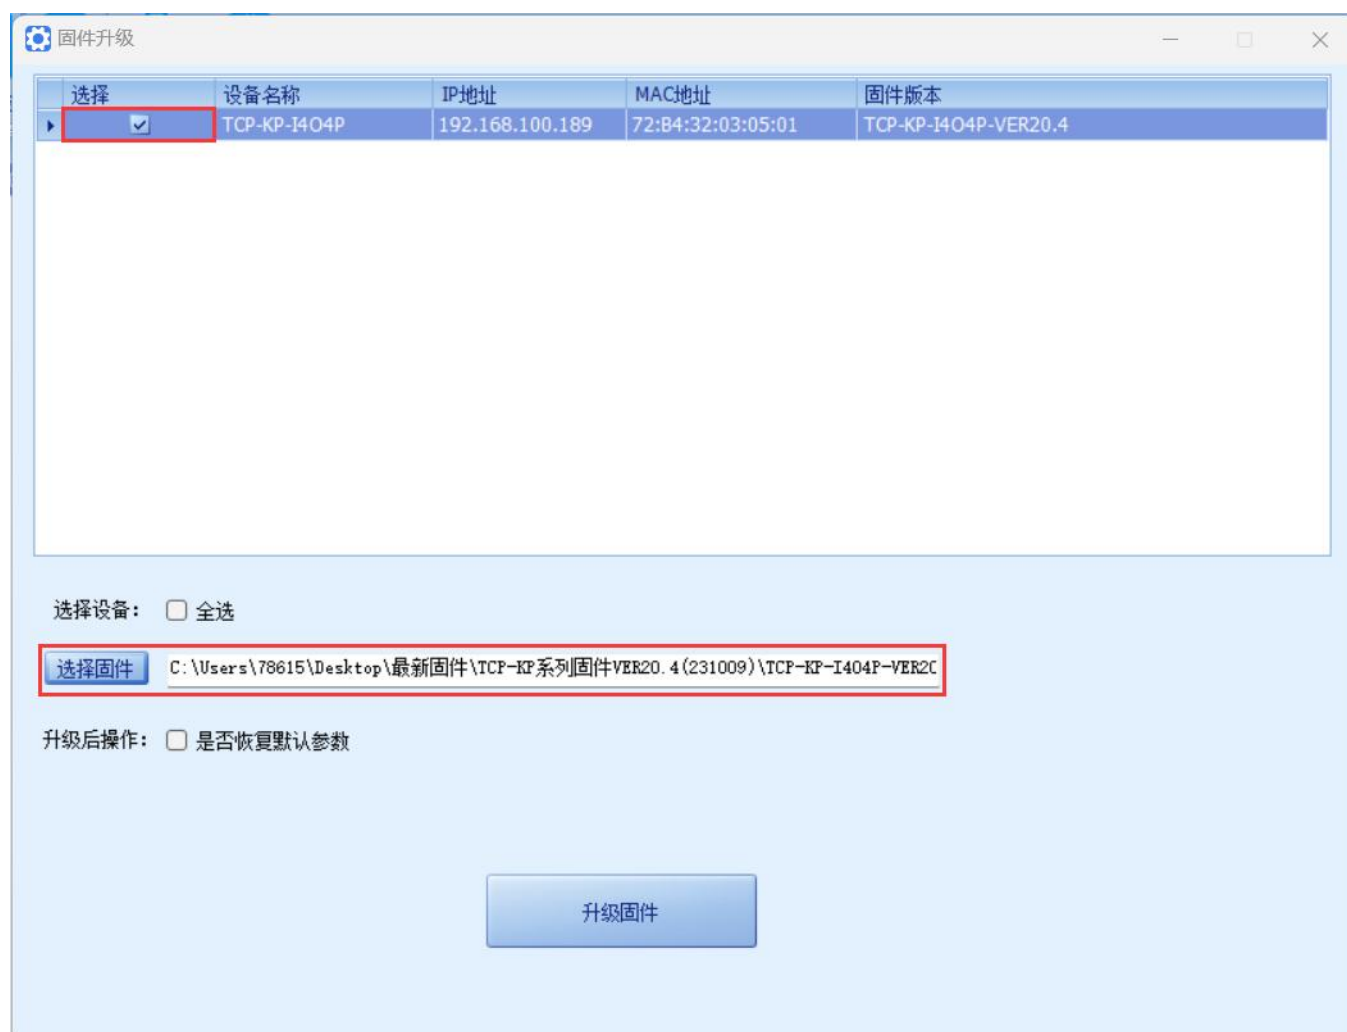 固件升级
选择 设备名称 IP地址 MAC地址 固件版本
TCP-KP-I4O4P 192.168.100.189 72:B4:32:03:05:01 TCP-KP-I4O4P-VER20.4
选择设备: 全选
选择固件 C:\Users\78615\Desktop\最新固件\TCP-KP系列固件VER20.4(231009)\TCP-KP-I4O4P-VER20
升级后操作: 是否恢复默认参数
升级固件